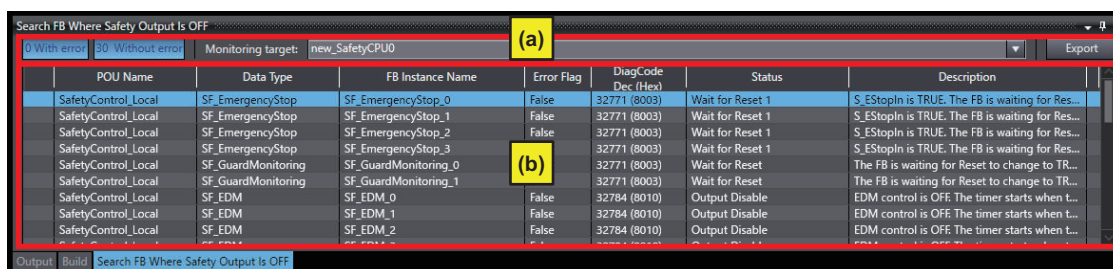 Search FB Where Safety Output Is OFF
0 With error 30 Without error Monitoring target: new_SafetyCPU0 (a) Export
POU Name Data Type FB Instance Name Error Flag DiagCode Dec (Hex) Status Description
SafetyControl_Local SF_EmergencyStop SF_EmergencyStop_0 False 32771 (8003) Wait for Reset 1 S_EStopIn is TRUE. The FB is waiting for Res...
SafetyControl_Local SF_EmergencyStop SF_EmergencyStop_1 False 32771 (8003) Wait for Reset 1 S_EStopIn is TRUE. The FB is waiting for Res...
SafetyControl_Local SF_EmergencyStop SF_EmergencyStop_2 False 32771 (8003) Wait for Reset 1 S_EStopIn is TRUE. The FB is waiting for Res...
SafetyControl_Local SF_EmergencyStop SF_EmergencyStop_3 False 32771 (8003) Wait for Reset 1 S_EStopIn is TRUE. The FB is waiting for Res...
SafetyControl_Local SF_GuardMonitoring SF_GuardMonitoring_0 (b) 32771 (8003) Wait for Reset The FB is waiting for Reset to change to TR...
SafetyControl_Local SF_GuardMonitoring SF_GuardMonitoring_1 32771 (8003) Wait for Reset The FB is waiting for Reset to change to TR...
SafetyControl_Local SF_EDM SF_EDM_0 False 32784 (8010) Output Disable EDM control is OFF. The timer starts when t...
SafetyControl_Local SF_EDM SF_EDM_1 False 32784 (8010) Output Disable EDM control is OFF. The timer starts when t...
SafetyControl_Local SF_EDM SF_EDM_2 False 32784 (8010) Output Disable EDM control is OFF. The timer starts when t...
Output Build Search FB Where Safety Output Is OFF